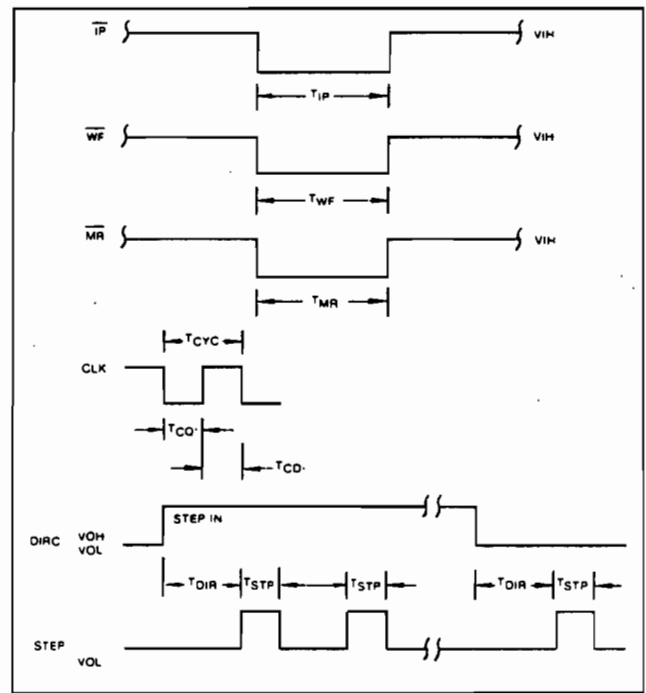 IP VIH
TIP
WF VIH
TWF
MR VIH
TMR
TCYC
CLK
TCQ
TCD
STEP IN
DIRC VOH
VOL
TDIR TSTP TSTP TDIR TSTP
STEP
VOL